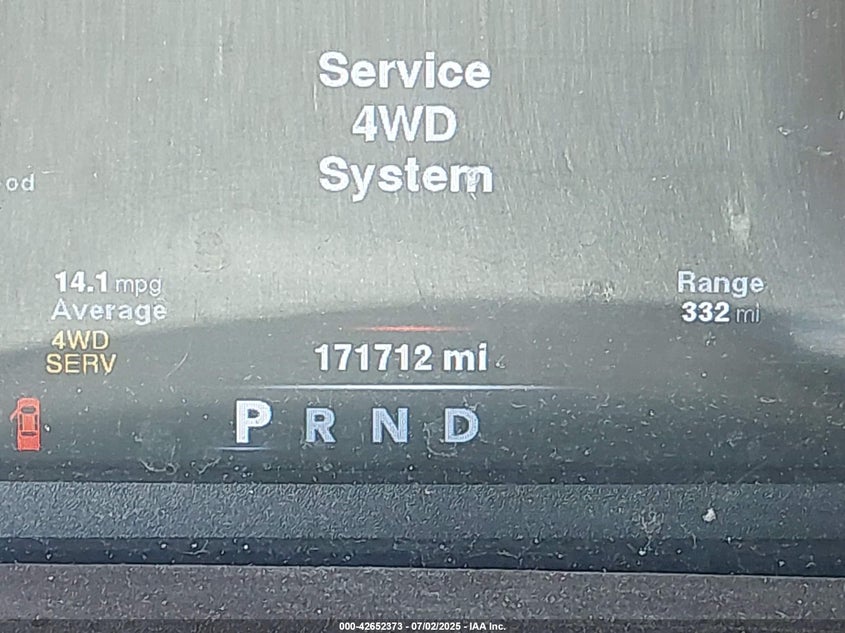 Service
4WD
System
od
14.1 mpg
Average
Range
332 mi
4WD
SERV
171712 mi
P R N D
000-42652373 - 07/02/2025 - IAA Inc.